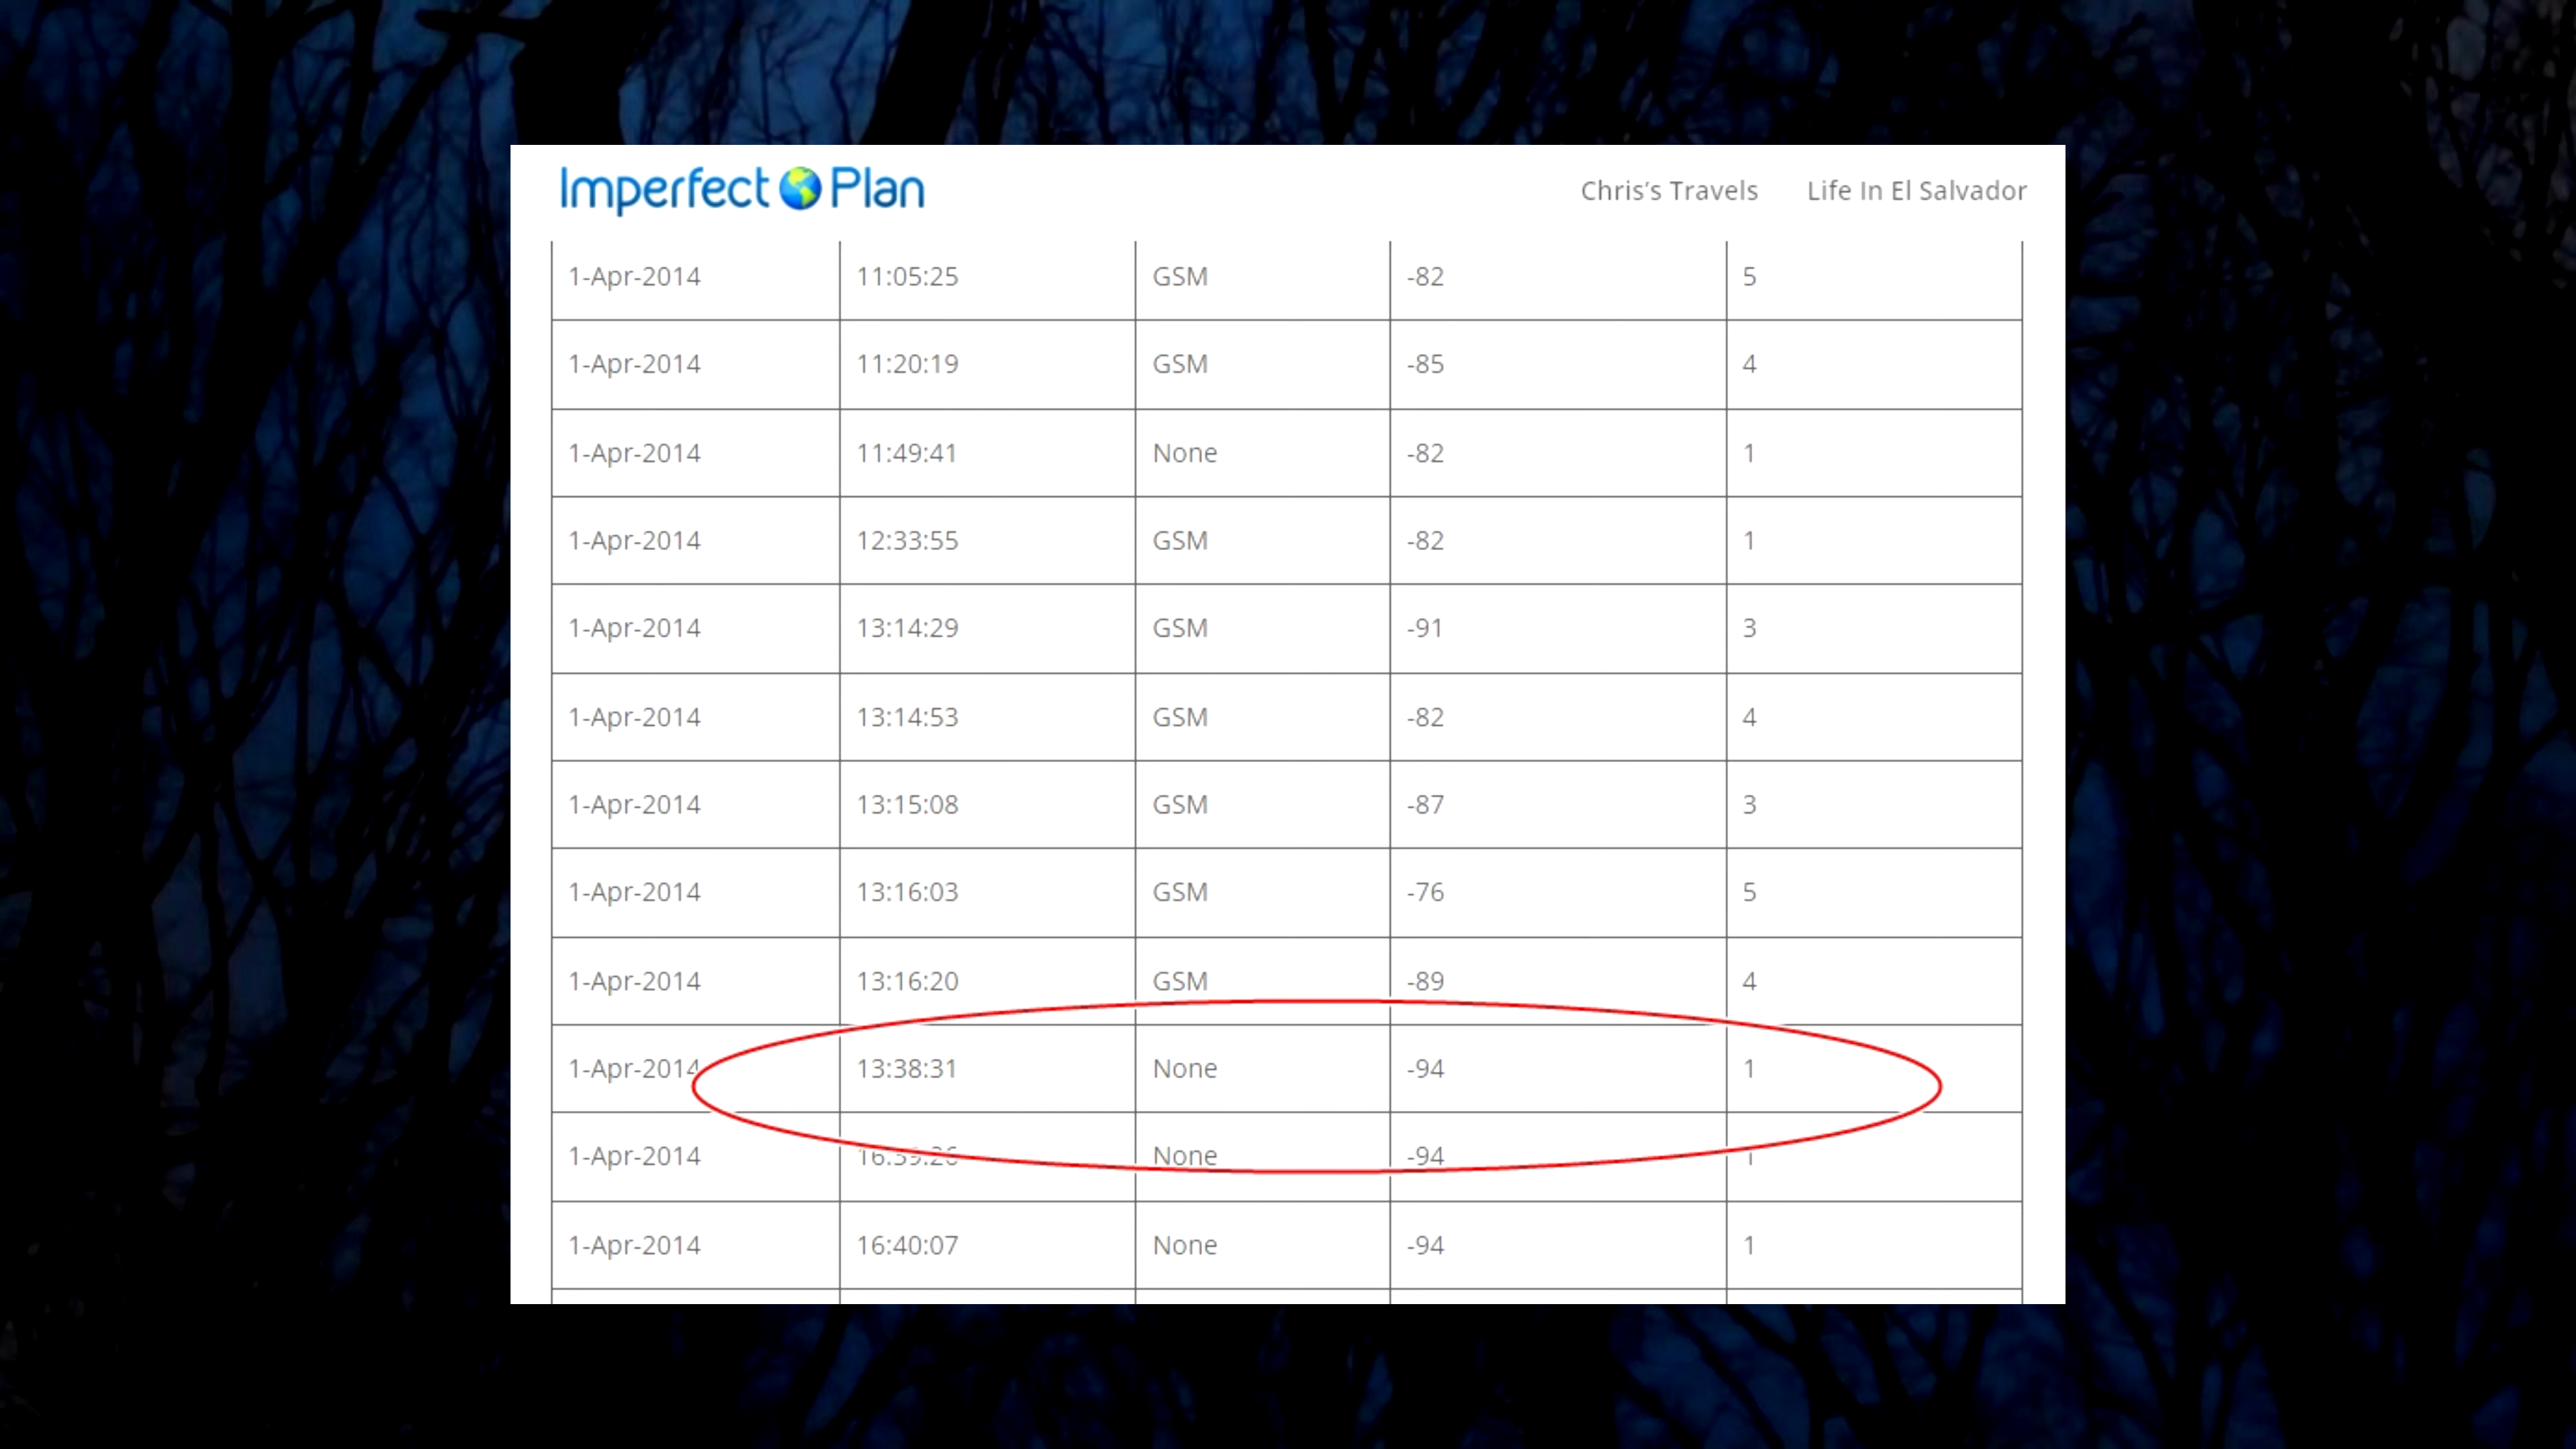 Imperfect Plan
Chris's Travels Life In El Salvador
1-Apr-2014 11:05:25 GSM -82 5
1-Apr-2014 11:20:19 GSM -85 4
1-Apr-2014 11:49:41 None -82 1
1-Apr-2014 12:33:55 GSM -82 1
1-Apr-2014 13:14:29 GSM -91 3
1-Apr-2014 13:14:53 GSM -82 4
1-Apr-2014 13:15:08 GSM -87 3
1-Apr-2014 13:16:03 GSM -76 5
1-Apr-2014 13:16:20 GSM -89 4
1-Apr-2014 13:38:31 None -94 1
1-Apr-2014 None -94 1
1-Apr-2014 16:40:07 None -94 1